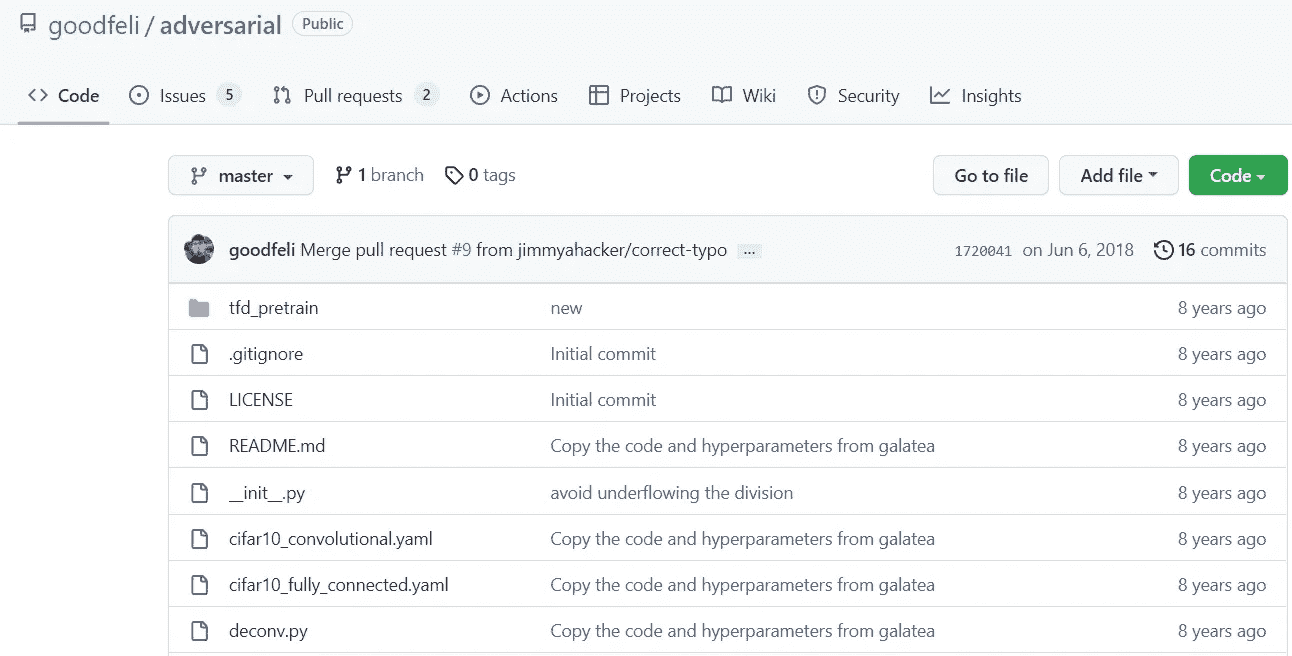 goodfeli / adversarial Public
Code Issues 5 Pull requests 2 Actions Projects Wiki Security Insights
master 1 branch 0 tags Go to file Add file Code
goodfeli Merge pull request #9 from jimmyahacker/correct-typo ... 1720041 on Jun 6, 2018 16 commits
tfd_pretrain new 8 years ago
.gitignore Initial commit 8 years ago
LICENSE Initial commit 8 years ago
README.md Copy the code and hyperparameters from galatea 8 years ago
__init__.py avoid underflowing the division 8 years ago
cifar10_convolutional.yaml Copy the code and hyperparameters from galatea 8 years ago
cifar10_fully_connected.yaml Copy the code and hyperparameters from galatea 8 years ago
deconv.py Copy the code and hyperparameters from galatea 8 years ago